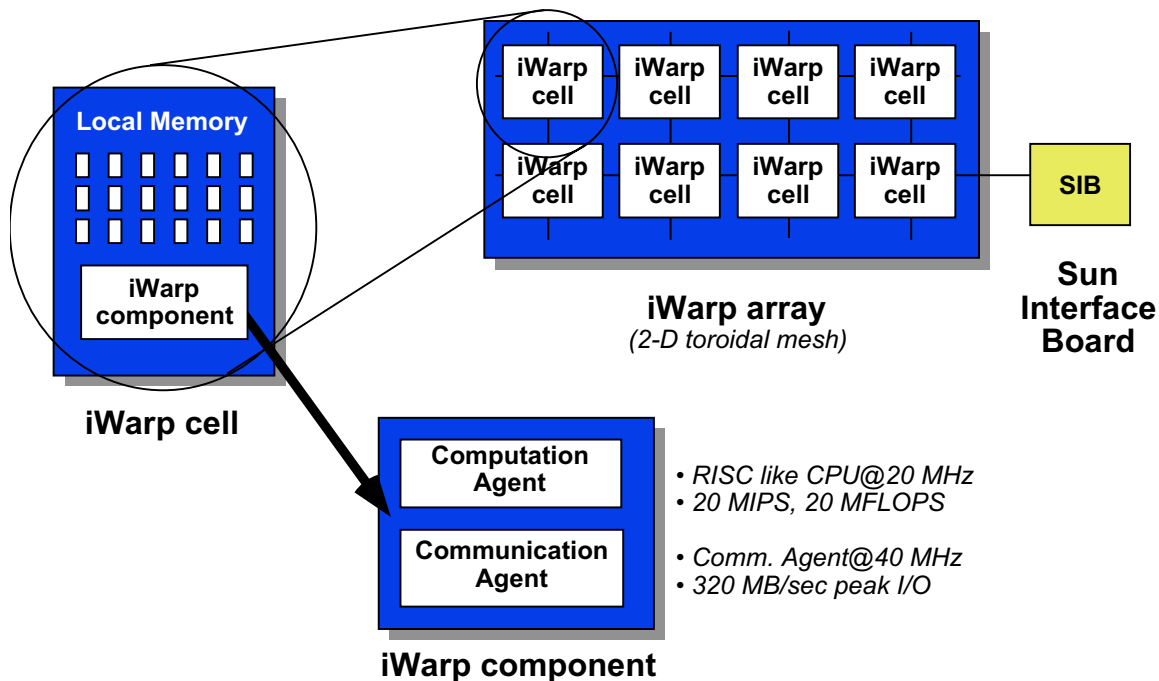 iWarp
cell
iWarp
cell
iWarp
cell
iWarp
cell
iWarp
cell
iWarp
cell
iWarp
cell
iWarp
cell
SIB
Sun
Interface
Board
iWarp array
(2-D toroidal mesh)
Local Memory
iWarp
component
iWarp cell
Computation
Agent
Communication
Agent
• RISC like CPU@20 MHz
• 20 MIPS, 20 MFLOPS
• Comm. Agent@40 MHz
• 320 MB/sec peak I/O
iWarp component